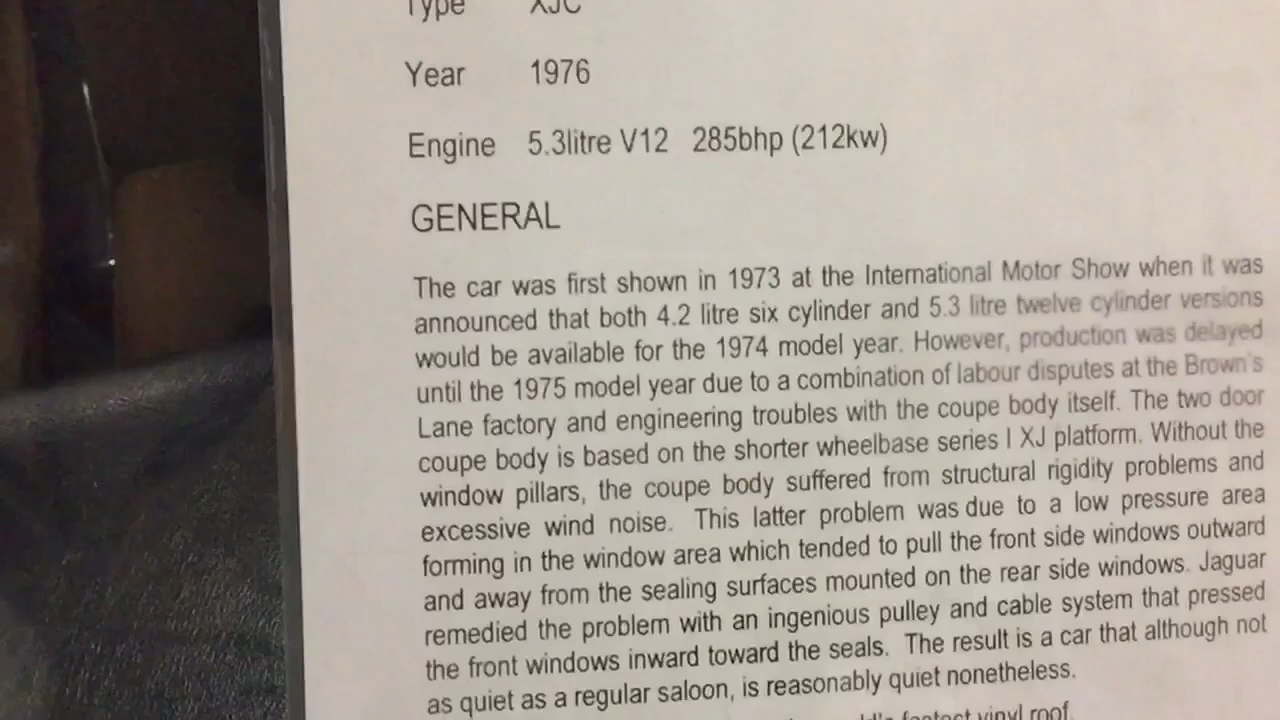 Type XJC
Year 1976
Engine 5.3litre V12 285bhp (212kw)
GENERAL
The car was first shown in 1973 at the International Motor Show when it was
announced that both 4.2 litre six cylinder and 5.3 litre twelve cylinder versions
would be available for the 1974 model year. However, production was delayed
until the 1975 model year due to a combination of labour disputes at the Brown's
Lane factory and engineering troubles with the coupe body itself. The two door
coupe body is based on the shorter wheelbase series I XJ platform. Without the
window pillars, the coupe body suffered from structural rigidity problems and
excessive wind noise. This latter problem was due to a low pressure area
forming in the window area which tended to pull the front side windows outward
and away from the sealing surfaces mounted on the rear side windows. Jaguar
remedied the problem with an ingenious pulley and cable system that pressed
the front windows inward toward the seals. The result is a car that although not
as quiet as a regular saloon, is reasonably quiet nonetheless.
fastest vinyl roof.